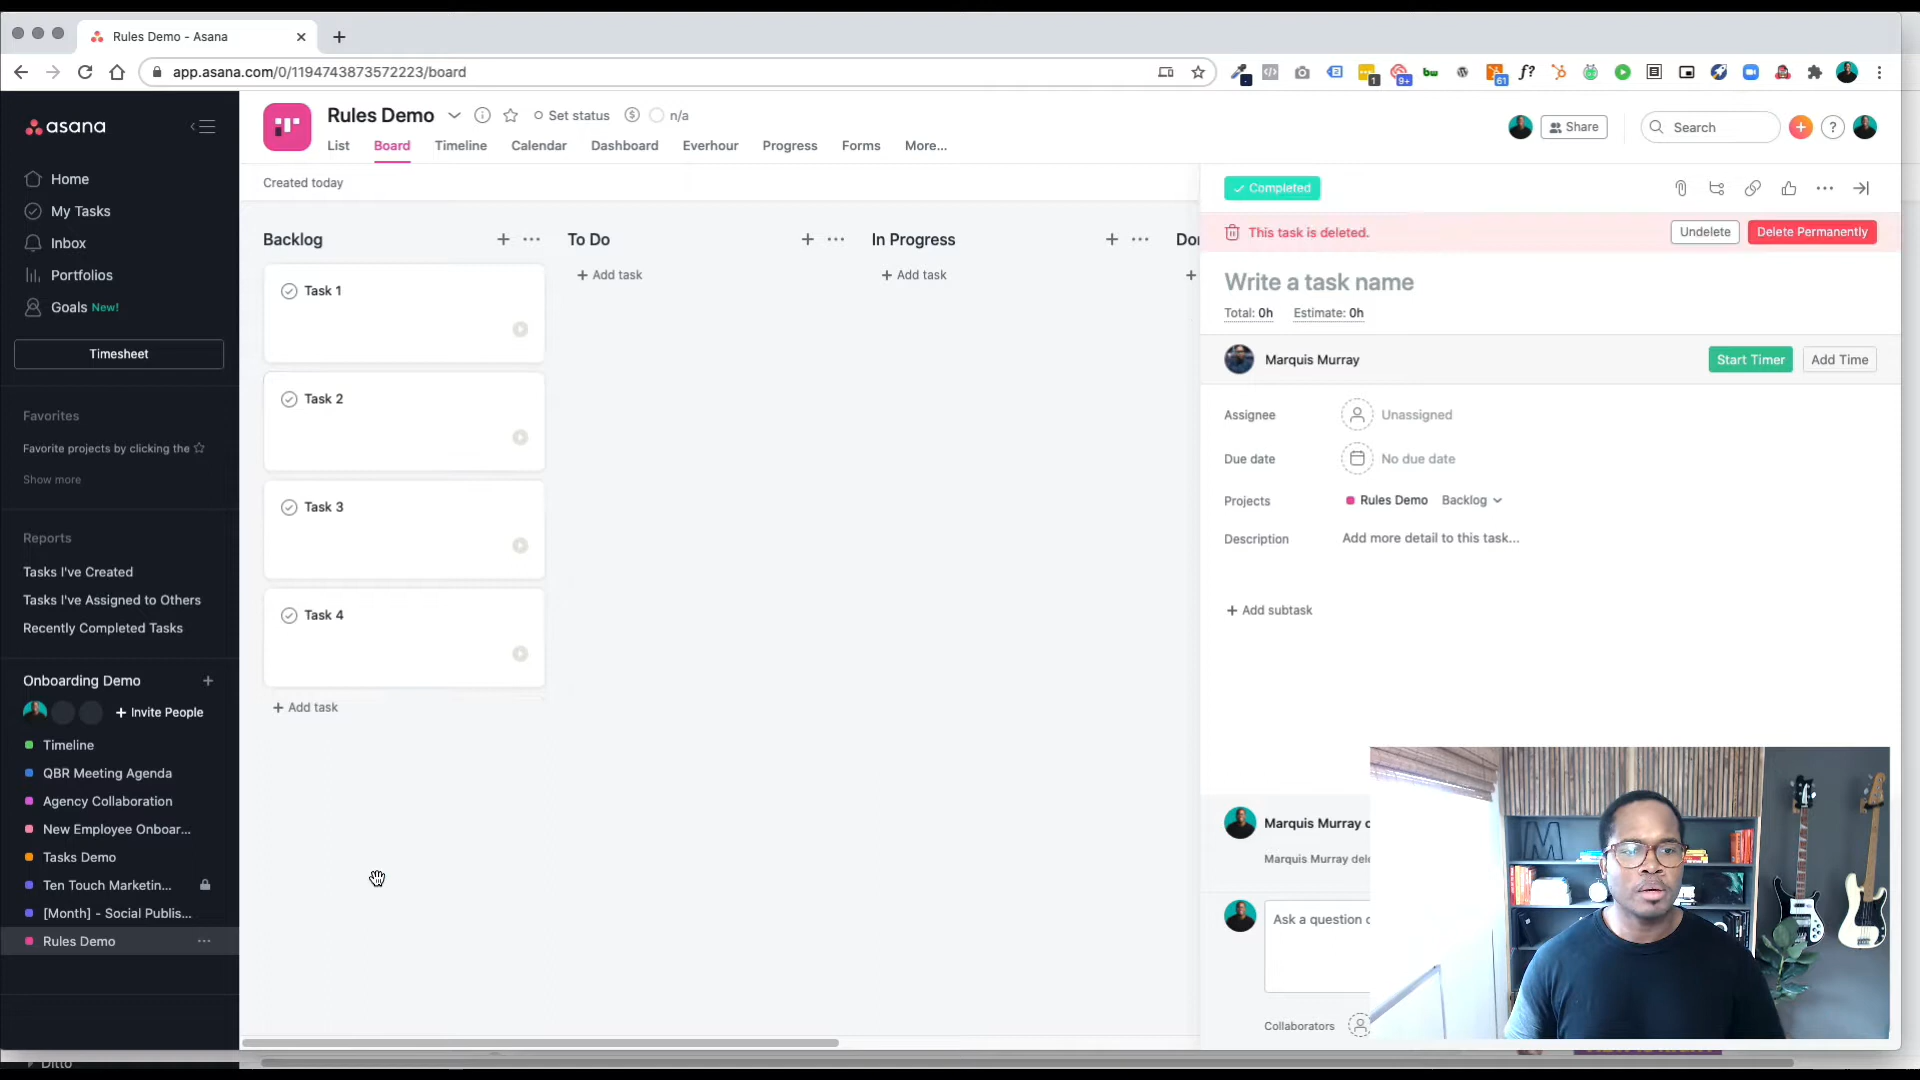 Rules Demo - Asana
app.asana.com/0/1194743873572223/board
1
9+
bw
61
f?
asana
Home
My Tasks
Inbox
Portfolios
Goals New!
Timesheet
Favorites
Favorite projects by clicking the
Show more
Reports
Tasks I've Created
Tasks I've Assigned to Others
Recently Completed Tasks
Onboarding Demo
+ Invite People
Timeline
QBR Meeting Agenda
Agency Collaboration
New Employee Onboar...
Tasks Demo
Ten Touch Marketin...
[Month] - Social Publis...
Rules Demo
Ditto
Rules Demo
Set status
n/a
List
Board
Timeline
Calendar
Dashboard
Everhour
Progress
Forms
More...
Share
Search
?
Created today
Backlog
Task 1
Task 2
Task 3
Task 4
+ Add task
To Do
+ Add task
In Progress
+ Add task
Completed
This task is deleted.
Undelete
Delete Permanently
Write a task name
Total: 0h
Estimate: 0h
Marquis Murray
Start Timer
Add Time
Assignee
Unassigned
Due date
No due date
Projects
Rules Demo
Backlog
Description
Add more detail to this task...
+ Add subtask
Marquis Murray
Marquis Murray
Ask a question
Collaborators